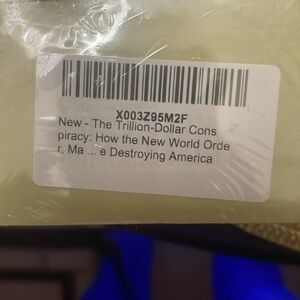 X003Z95M2F
New - The Trillion-Dollar Cons
piracy: How the New World Orde
r, Ma ... e Destroying America